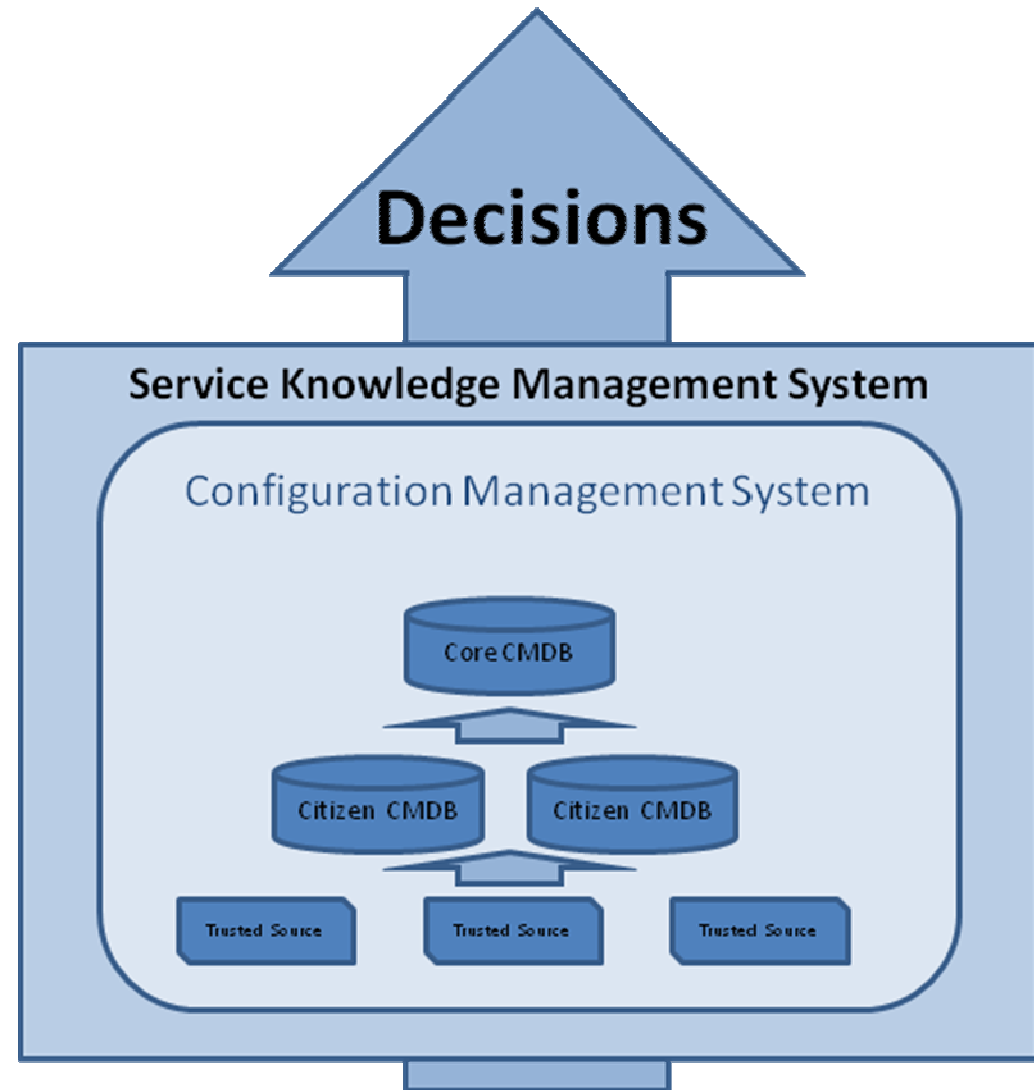 Decisions
Service Knowledge Management System
Configuration Management System
Core CMDB
Citizen CMDB
Citizen CMDB
Trusted Source
Trusted Source
Trusted Source